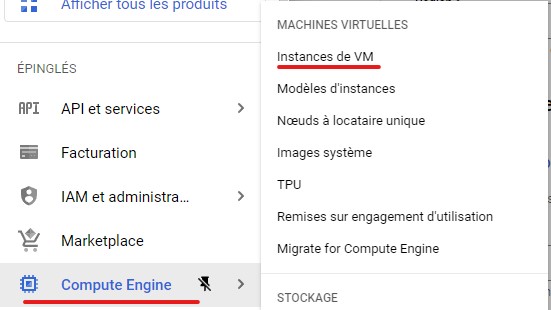 Afficher tous les produits
ÉPINGLÉS
API API et services
Facturation
IAM et administra...
Marketplace
Compute Engine
MACHINES VIRTUELLES
Instances de VM
Modèles d'instances
Nœuds à locataire unique
Images système
TPU
Remises sur engagement d'utilisation
Migrate for Compute Engine
STOCKAGE